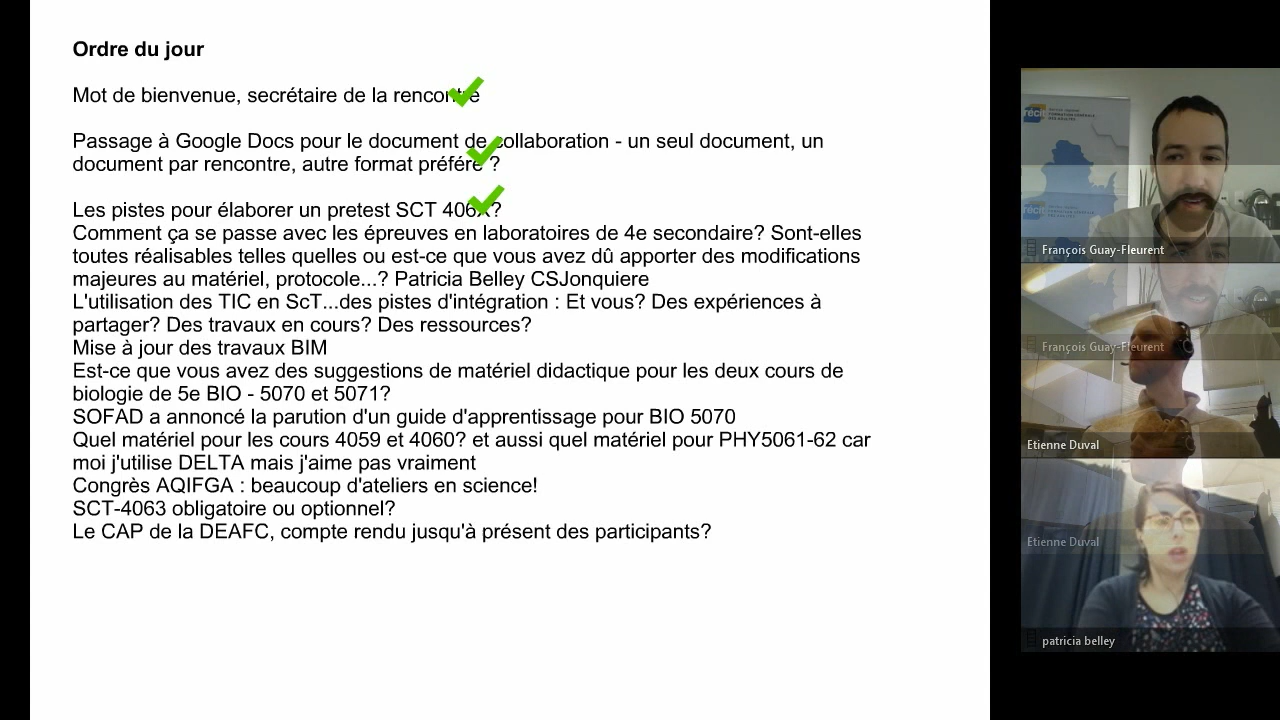 Ordre du jour
Mot de bienvenue, secrétaire de la rencontre
Passage à Google Docs pour le document de collaboration - un seul document, un
document par rencontre, autre format préféré ?
Les pistes pour élaborer un pretest SCT 406X?
Comment ça se passe avec les épreuves en laboratoires de 4e secondaire? Sont-elles
toutes réalisables telles quelles ou est-ce que vous avez dû apporter des modifications
majeures au matériel, protocole...? Patricia Belley CSJonquiere
L'utilisation des TIC en ScT...des pistes d'intégration : Et vous? Des expériences à
partager? Des travaux en cours? Des ressources?
Mise à jour des travaux BIM
Est-ce que vous avez des suggestions de matériel didactique pour les deux cours de
biologie de 5e BIO - 5070 et 5071?
SOFAD a annoncé la parution d'un guide d'apprentissage pour BIO 5070
Quel matériel pour les cours 4059 et 4060? et aussi quel matériel pour PHY5061-62 car
moi j'utilise DELTA mais j'aime pas vraiment
Congrès AQIFGA : beaucoup d'ateliers en science!
SCT-4063 obligatoire ou optionnel?
Le CAP de la DEAFC, compte rendu jusqu'à présent des participants?
récit
FORMATION GÉNÉRALE
DES ADULTES
récit
François Guay-Fleurent
François Guay-Fleurent
Etienne Duval
Etienne Duval
patricia belley